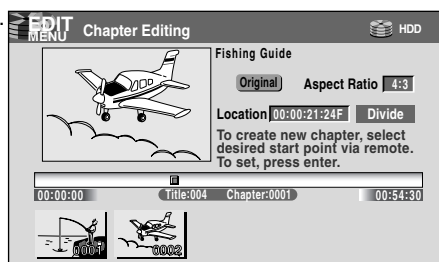 EDIT
MENU
Chapter Editing
HDD
Fishing Guide
Original
Aspect Ratio 4:3
Location 00:00:21:24F Divide
To create new chapter, select
desired start point via remote.
To set, press enter.
00:00:00 Title:004 Chapter:0001 00:54:30
0001 0002